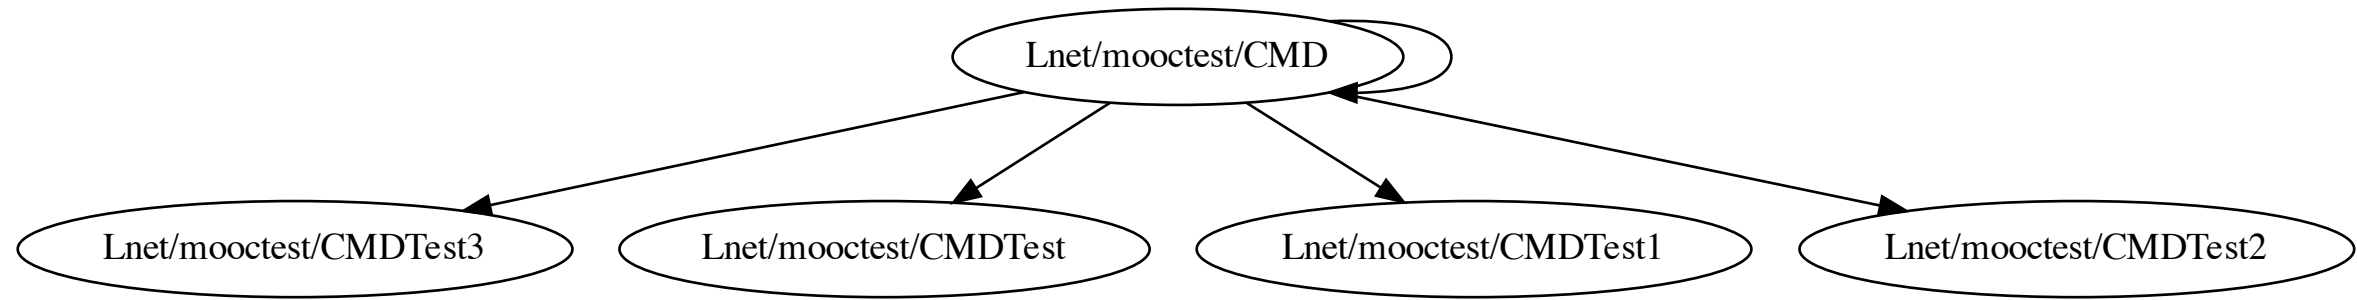 Lnet/mooctest/CMD
Lnet/mooctest/CMDTest3
Lnet/mooctest/CMDTest
Lnet/mooctest/CMDTest1
Lnet/mooctest/CMDTest2